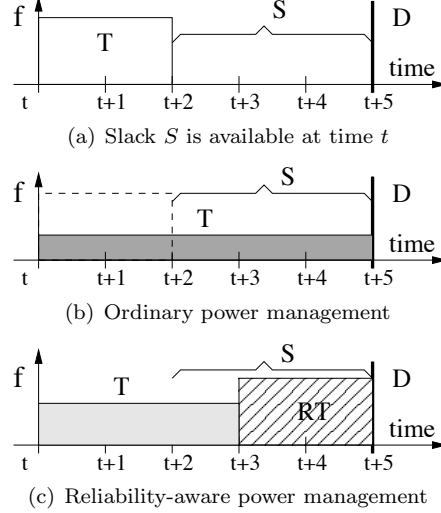 f T S D
time
t t+1 t+2 t+3 t+4 t+5
(a) Slack S is available at time t
f S D
T
time
t t+1 t+2 t+3 t+4 t+5
(b) Ordinary power management
S
f T D
RT
time
t t+1 t+2 t+3 t+4 t+5
(c) Reliability-aware power management